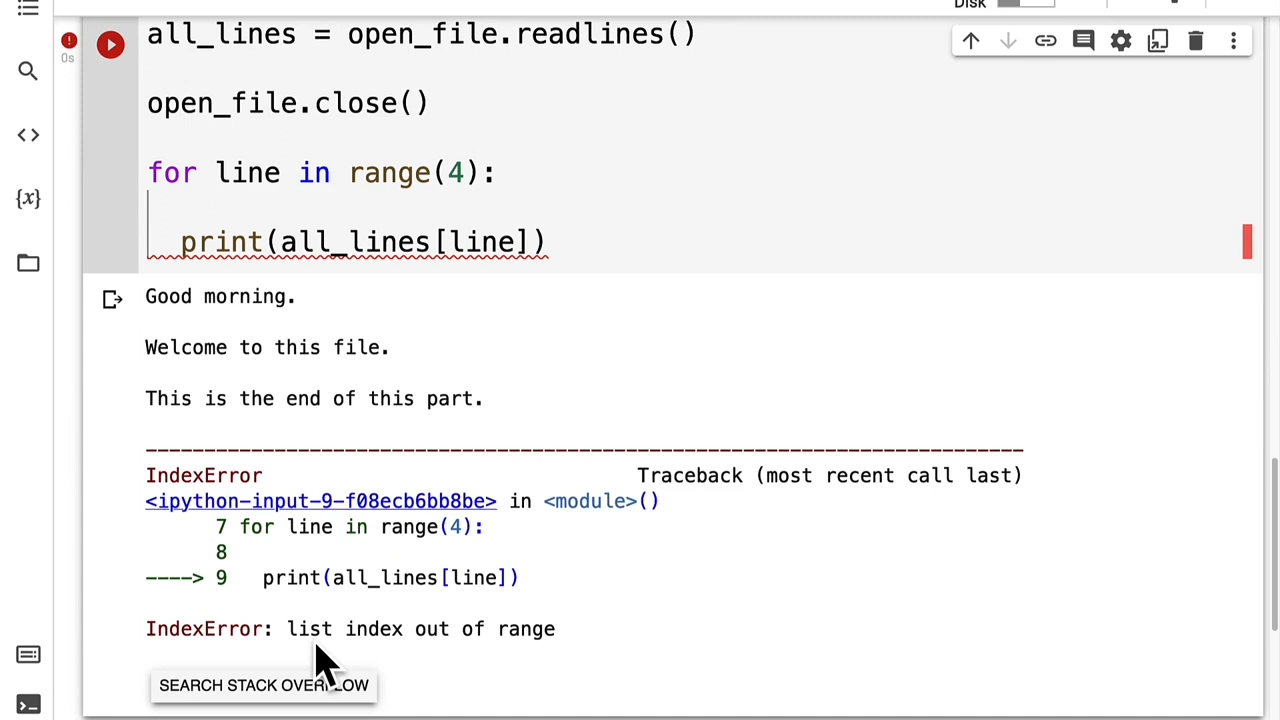 Disk
all_lines = open_file.readlines()
0s
open_file.close()
for line in range(4):
{x}
print(all_lines[line])
Good morning.
Welcome to this file.
This is the end of this part.
---------------------------------------------------------------------------
IndexError Traceback (most recent call last)
<ipython-input-9-f08ecb6bb8be> in <module>()
7 for line in range(4):
8
----> 9 print(all_lines[line])
IndexError: list index out of range
SEARCH STACK OVERFLOW